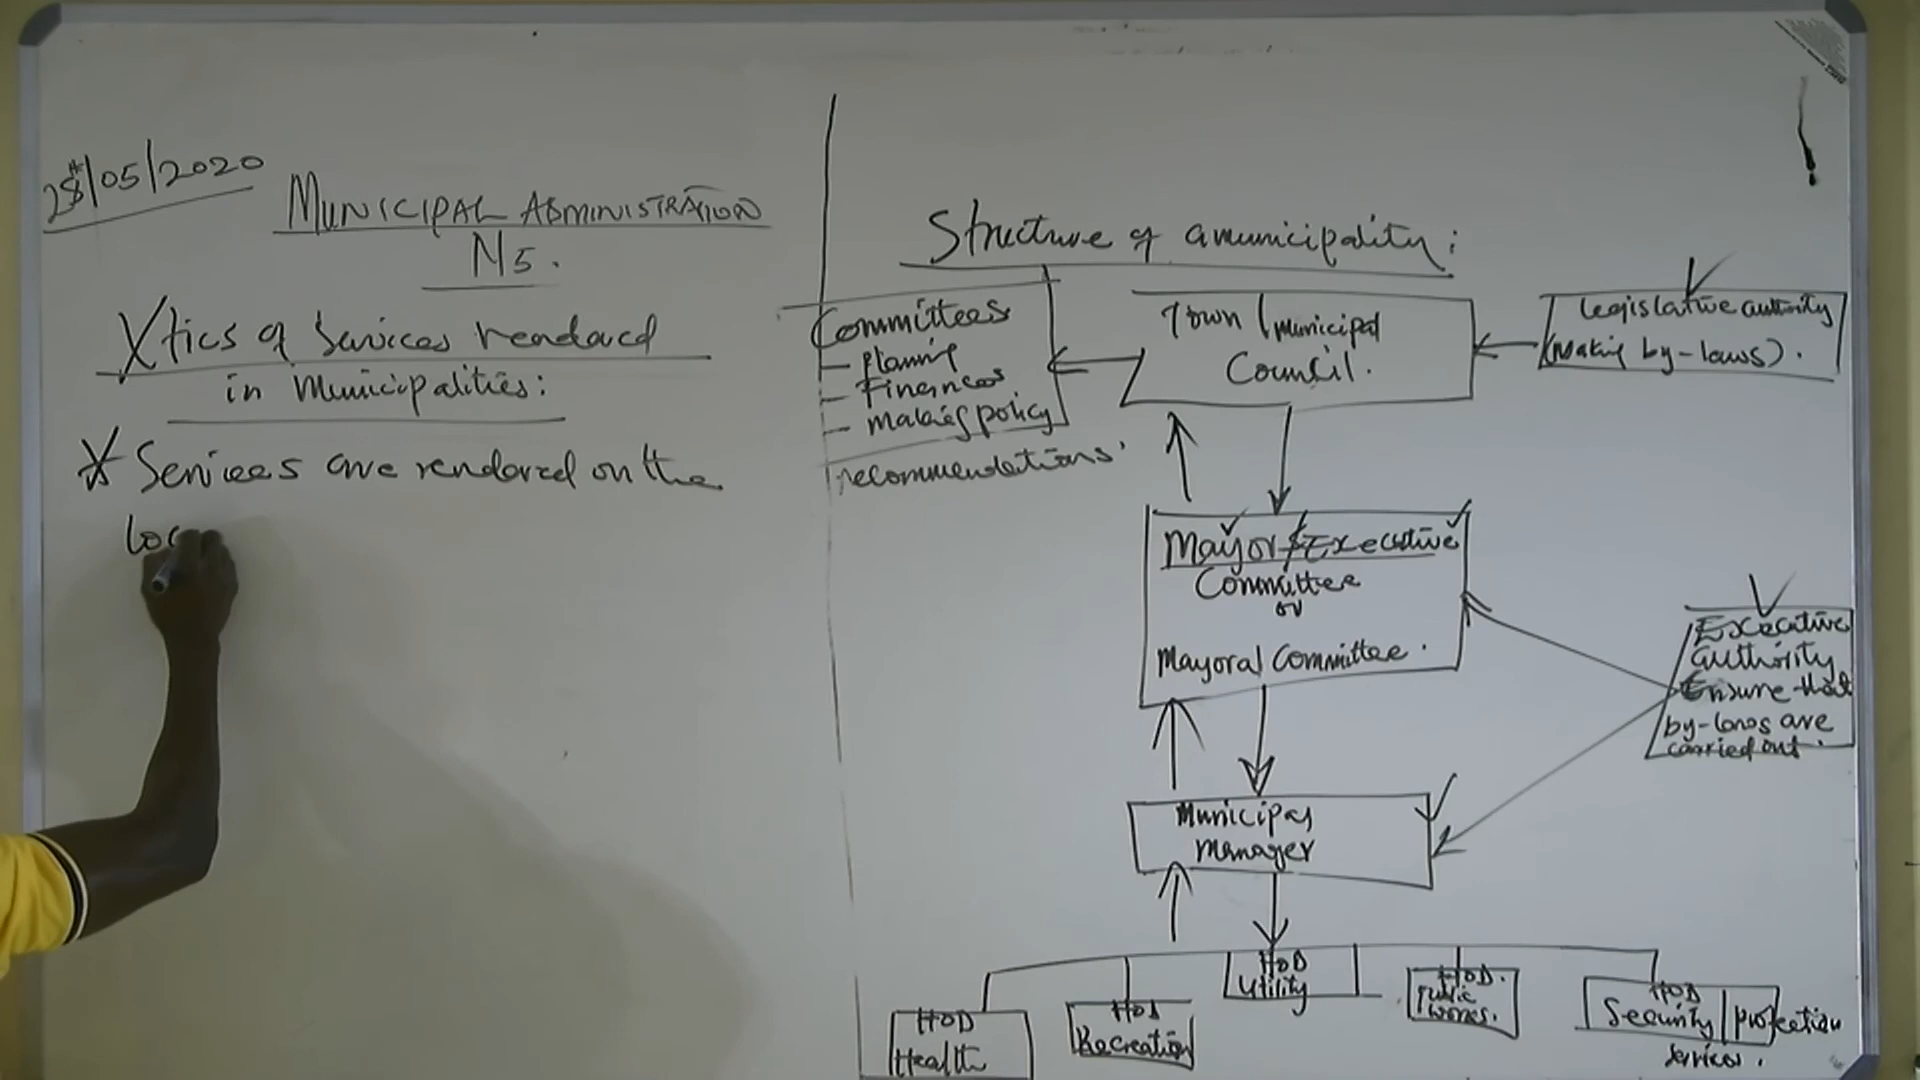 28th/05/2020
MUNICIPAL ADMINISTRATION
N5.
Xtics of Services rendered
in Municipalities:
* Services are rendered on the
loc
Structure of a municipality:
Committees
- planning
- Finances
- Makes policy
recommendations.
Town / Municipal
Council.
Legislative authority
(Making by-laws).
Mayor & Executive
Committee
or
Mayoral Committee.
Executive
authority
Ensure that
by-laws are
carried out.
Municipal
Manager
HOD
Health
HOD
Recreation
HOD
Utility
HOD.
Public
works.
HOD
Security / protection
services.